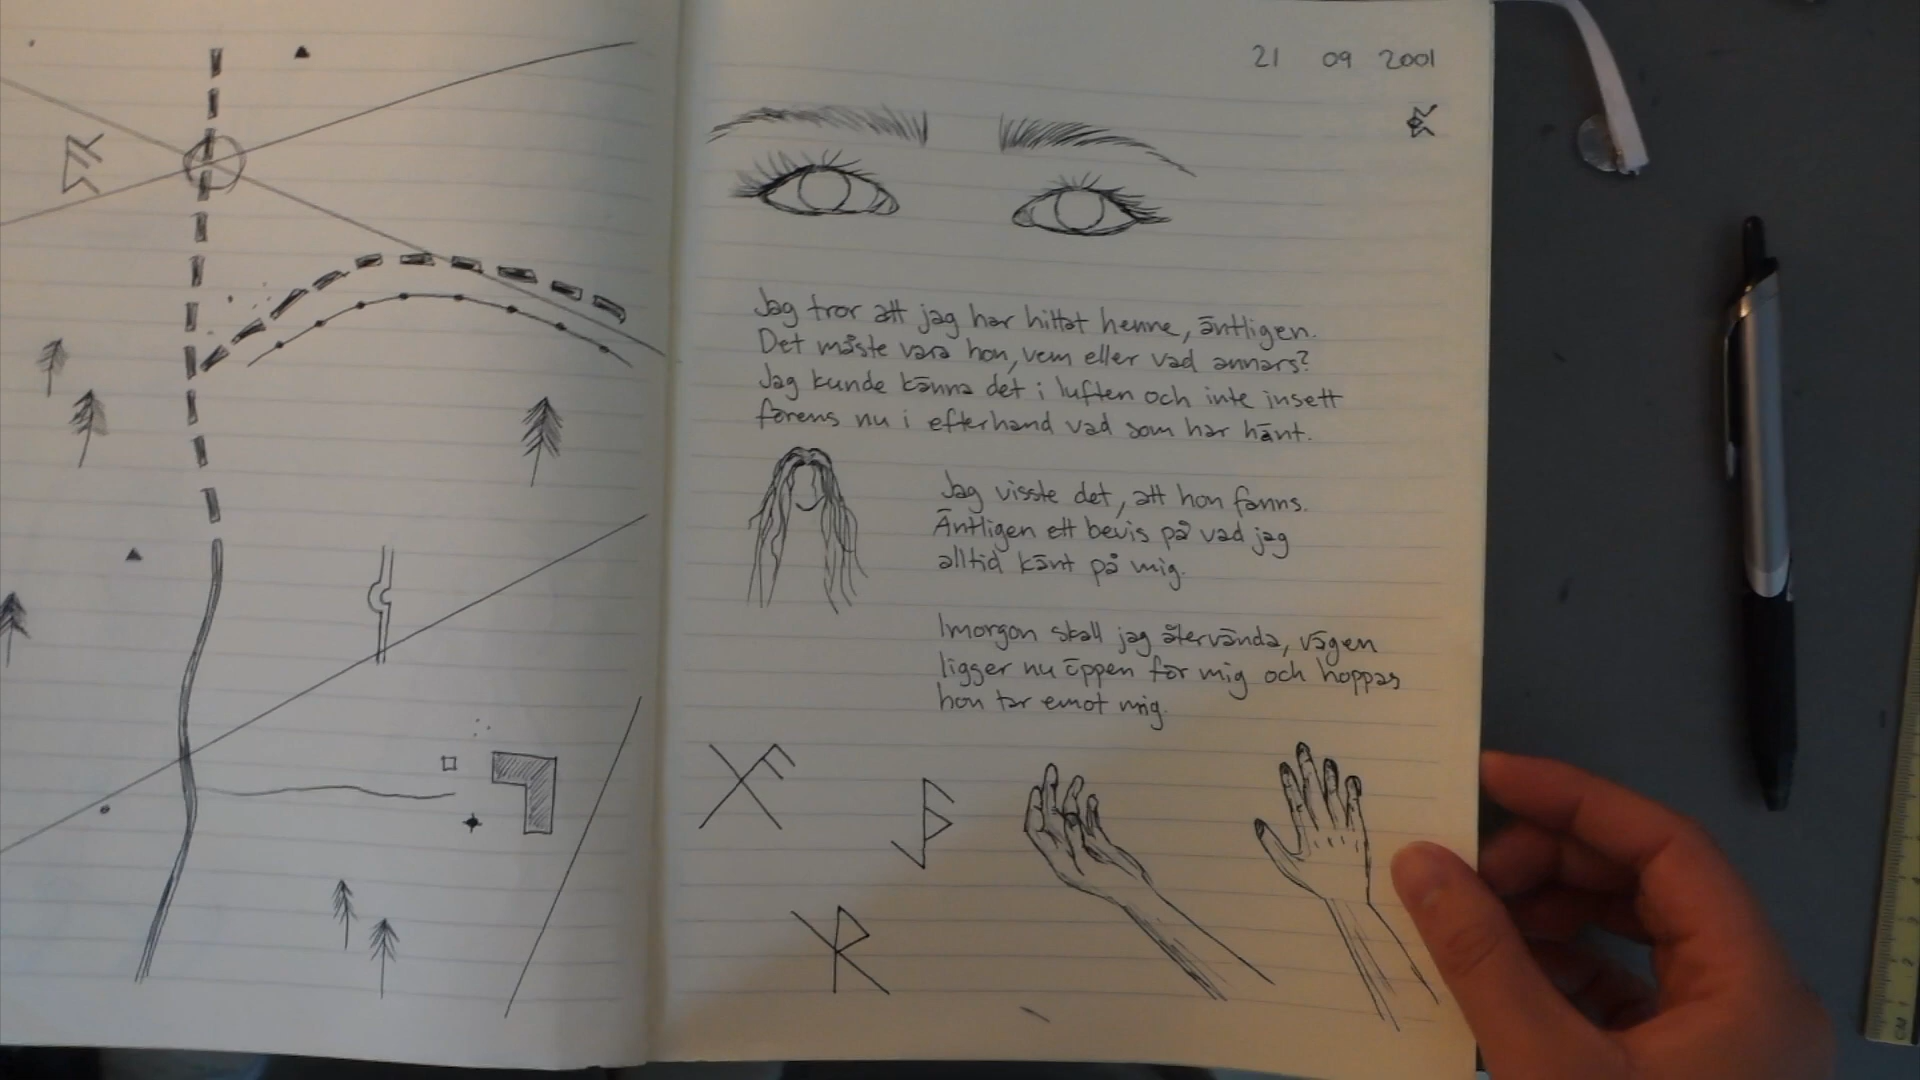 21 09 2001
Jag tror att jag har hittat henne, äntligen.
Det måste vara hon, vem eller vad annars?
Jag kunde känna det i luften och inte insett
förens nu i efterhand vad som har hänt.
Jag visste det, att hon fanns.
Äntligen ett bevis på vad jag
alltid känt på mig.
Imorgon skall jag återvända, vägen
ligger nu öppen för mig och hoppas
hon tar emot mig.